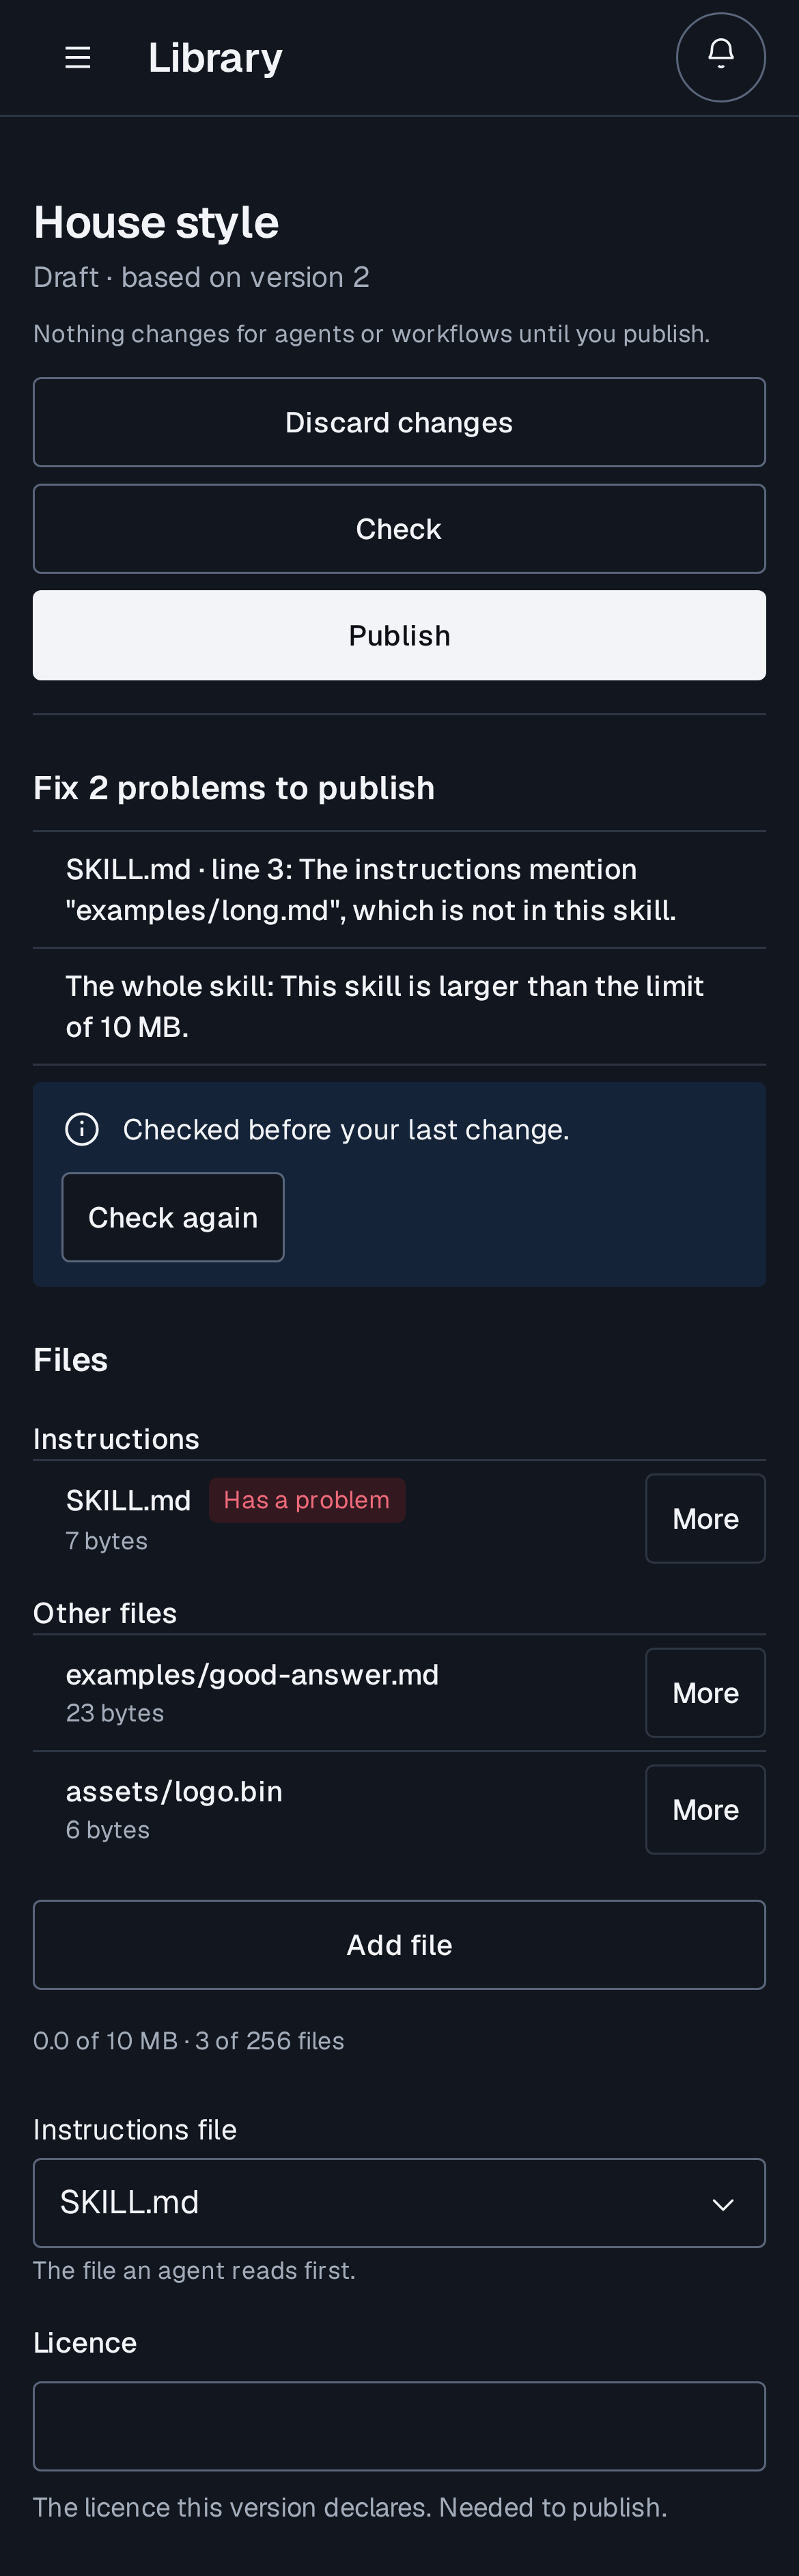 Library
House style
Draft · based on version 2
Nothing changes for agents or workflows until you publish.
Discard changes
Check
Publish
Fix 2 problems to publish
SKILL.md · line 3: The instructions mention
"examples/long.md", which is not in this skill.
The whole skill: This skill is larger than the limit
of 10 MB.
Checked before your last change.
Check again
Files
Instructions
SKILL.md Has a problem
7 bytes
More
Other files
examples/good-answer.md
23 bytes
More
assets/logo.bin
6 bytes
More
Add file
0.0 of 10 MB · 3 of 256 files
Instructions file
SKILL.md
The file an agent reads first.
Licence
The licence this version declares. Needed to publish.